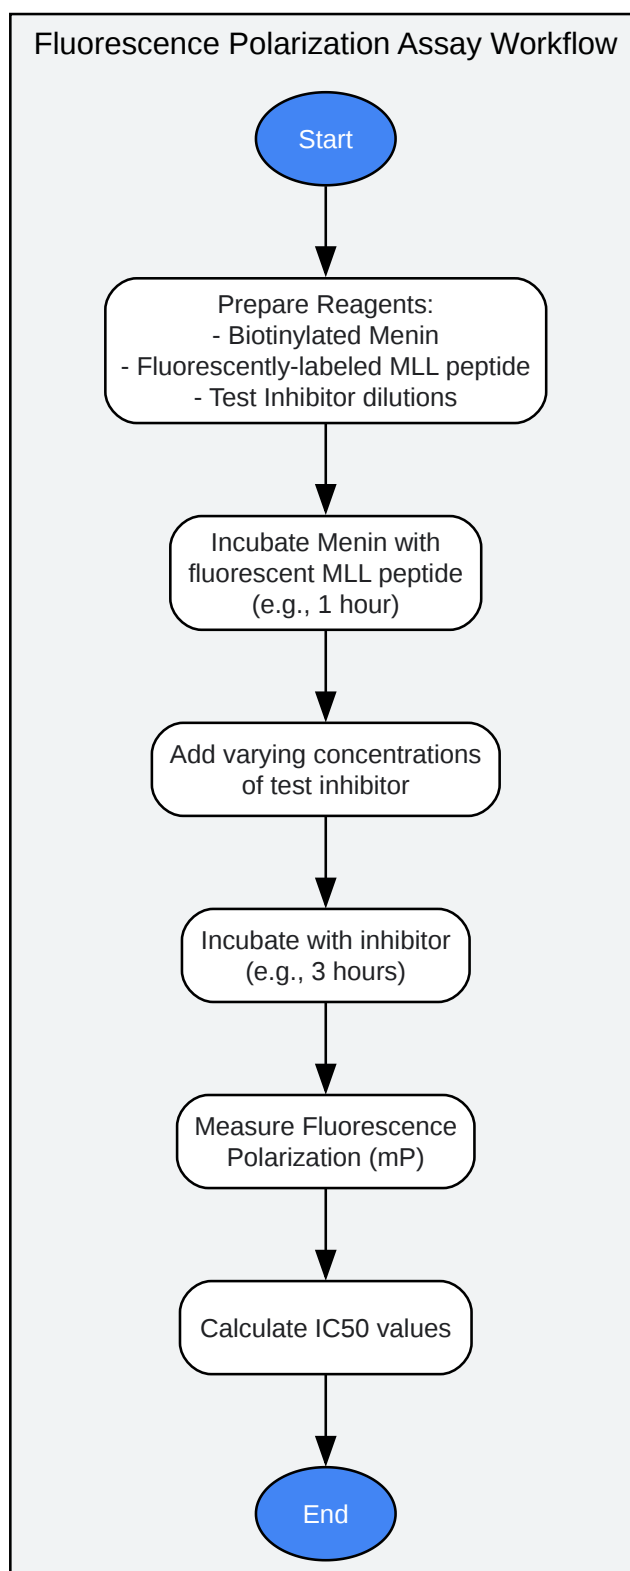 Fluorescence Polarization Assay Workflow
Start
Prepare Reagents:
- Biotinylated Menin
- Fluorescently-labeled MLL peptide
- Test Inhibitor dilutions
Incubate Menin with
fluorescent MLL peptide
(e.g., 1 hour)
Add varying concentrations
of test inhibitor
Incubate with inhibitor
(e.g., 3 hours)
Measure Fluorescence
Polarization (mP)
Calculate IC50 values
End